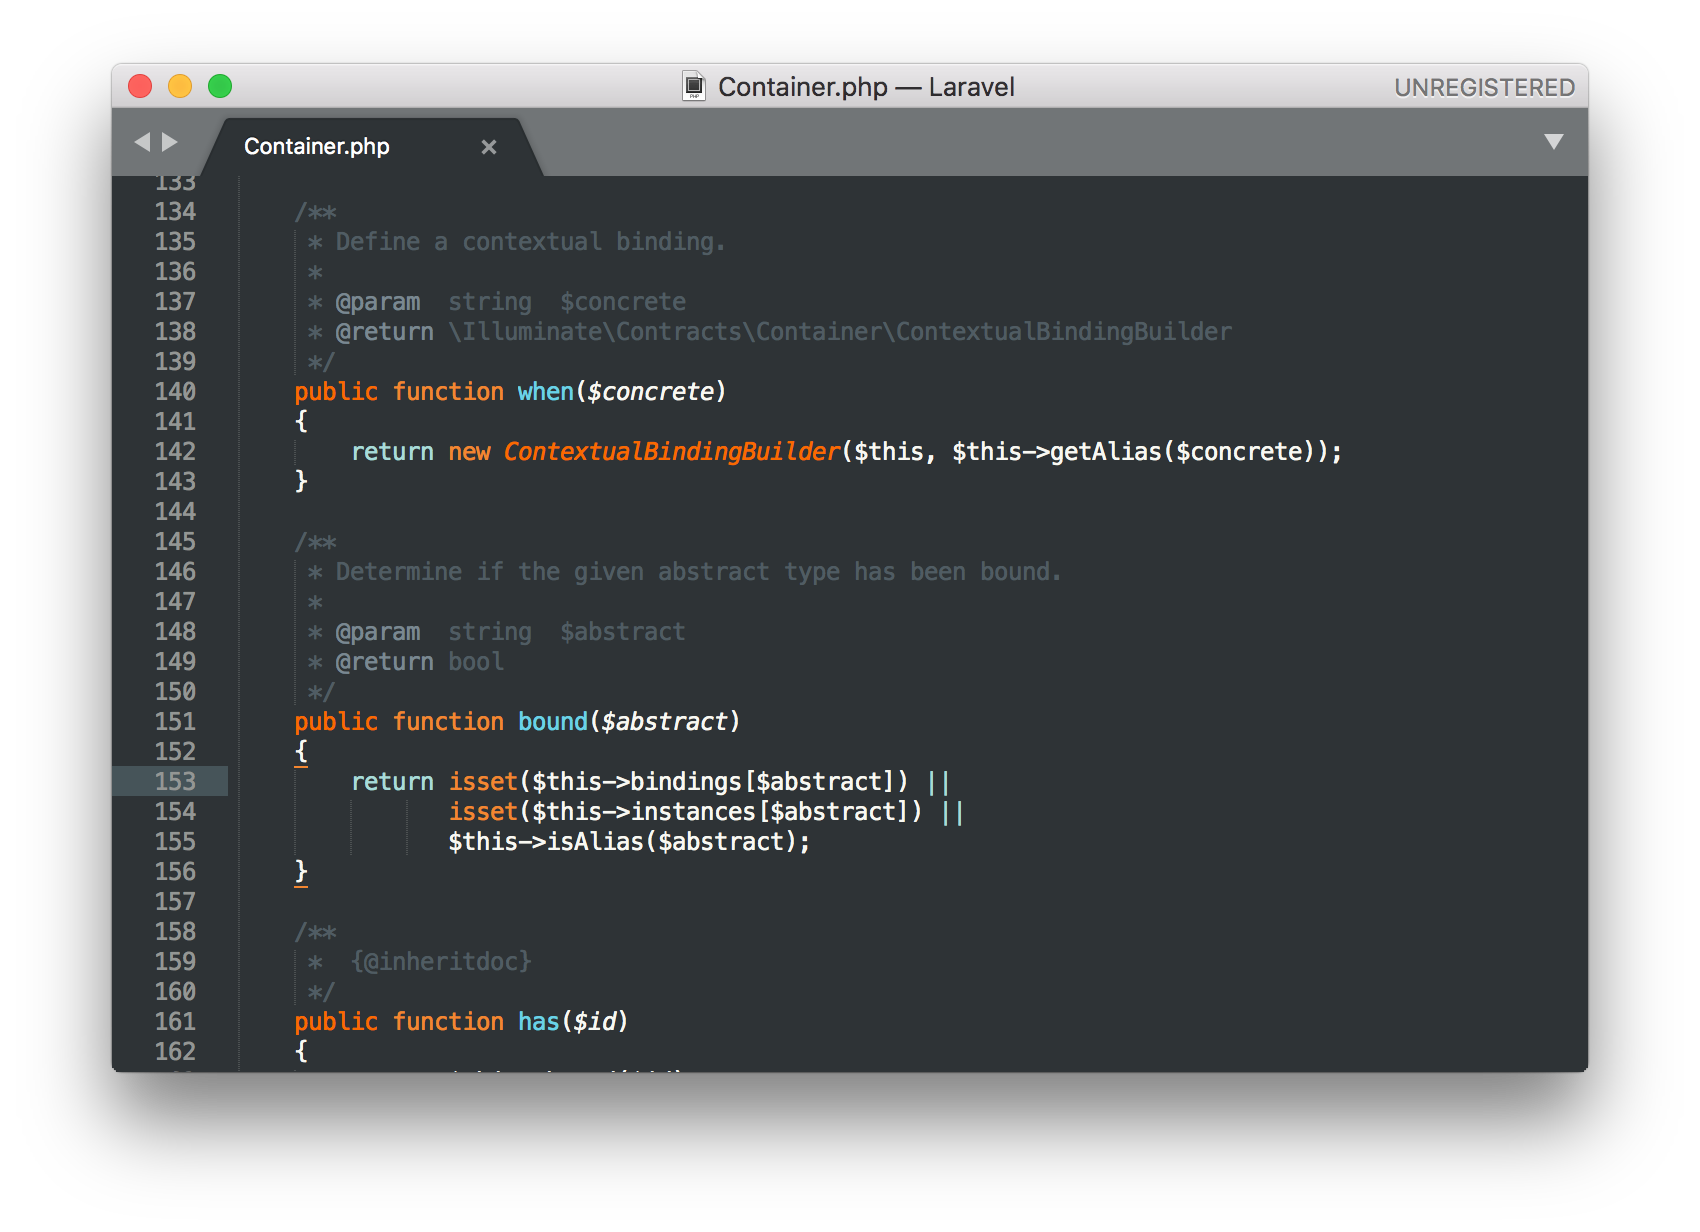 Container.php — Laravel
UNREGISTERED
Container.php
133
134     /**
135      * Define a contextual binding.
136      *
137      * @param  string  $concrete
138      * @return \Illuminate\Contracts\Container\ContextualBindingBuilder
139      */
140     public function when($concrete)
141     {
142         return new ContextualBindingBuilder($this, $this->getAlias($concrete));
143     }
144
145     /**
146      * Determine if the given abstract type has been bound.
147      *
148      * @param  string  $abstract
149      * @return bool
150      */
151     public function bound($abstract)
152     {
153         return isset($this->bindings[$abstract]) ||
154                isset($this->instances[$abstract]) ||
155                $this->isAlias($abstract);
156     }
157
158     /**
159      *  {@inheritdoc}
160      */
161     public function has($id)
162     {